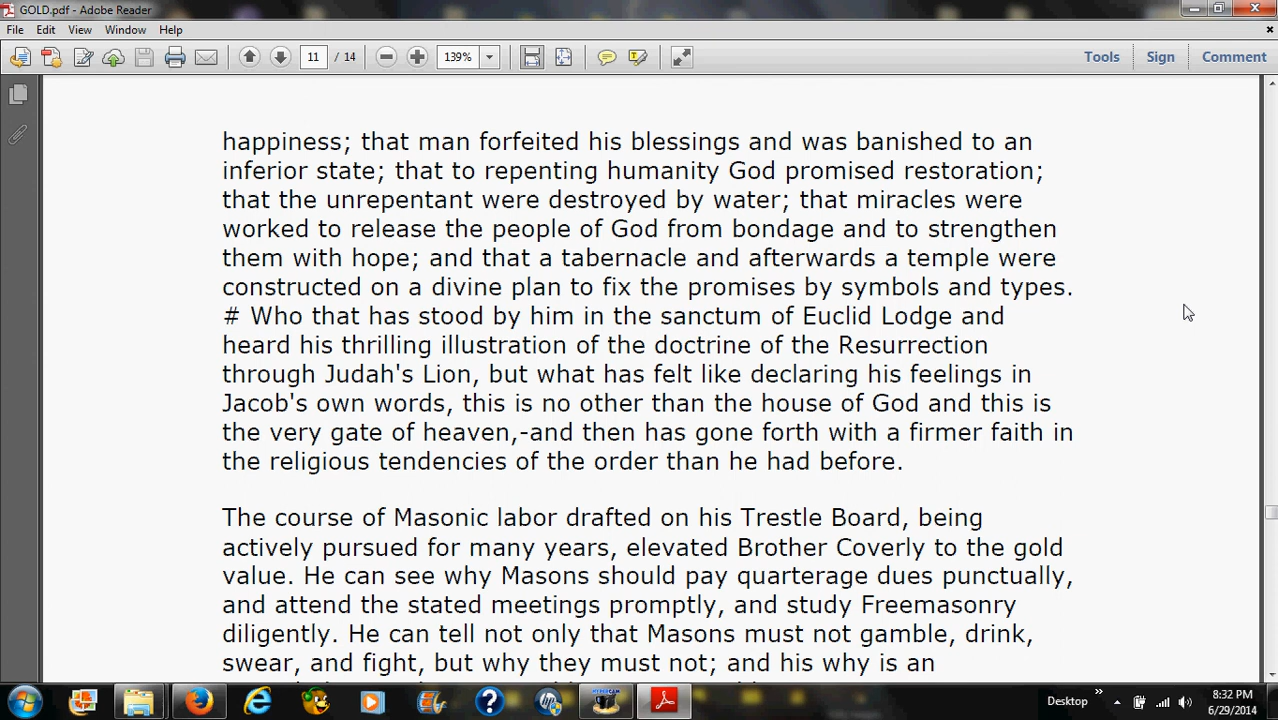 GOLD.pdf - Adobe Reader
File Edit View Window Help
11 / 14 139% Tools Sign Comment
happiness; that man forfeited his blessings and was banished to an
inferior state; that to repenting humanity God promised restoration;
that the unrepentant were destroyed by water; that miracles were
worked to release the people of God from bondage and to strengthen
them with hope; and that a tabernacle and afterwards a temple were
constructed on a divine plan to fix the promises by symbols and types.
# Who that has stood by him in the sanctum of Euclid Lodge and
heard his thrilling illustration of the doctrine of the Resurrection
through Judah's Lion, but what has felt like declaring his feelings in
Jacob's own words, this is no other than the house of God and this is
the very gate of heaven,-and then has gone forth with a firmer faith in
the religious tendencies of the order than he had before.
The course of Masonic labor drafted on his Trestle Board, being
actively pursued for many years, elevated Brother Coverly to the gold
value. He can see why Masons should pay quarterage dues punctually,
and attend the stated meetings promptly, and study Freemasonry
diligently. He can tell not only that Masons must not gamble, drink,
swear, and fight, but why they must not; and his why is an
Desktop
8:32 PM
6/29/2014